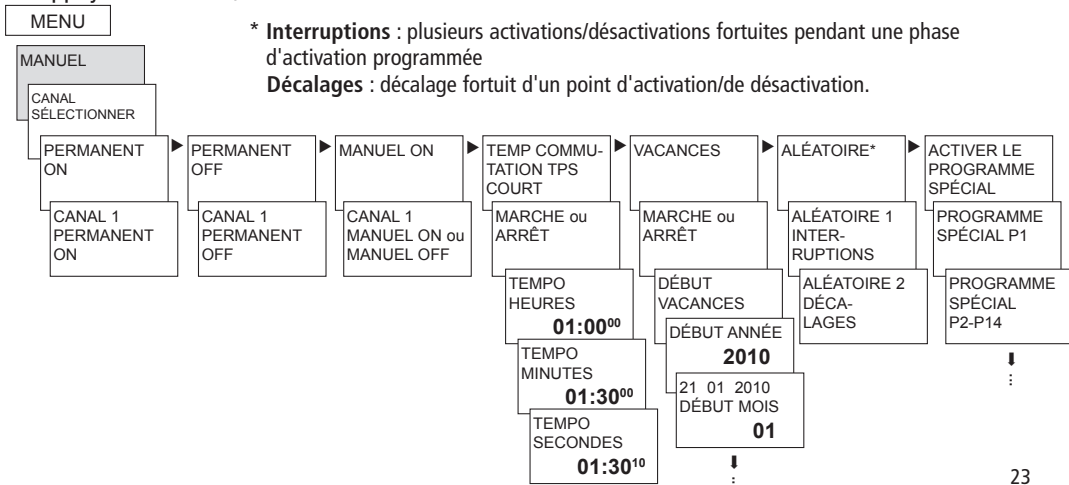 MENU
* Interruptions : plusieurs activations/désactivations fortuites pendant une phase
d'activation programmée
Décalages : décalage fortuit d'un point d'activation/de désactivation.
MANUEL
CANAL
SÉLECTIONNER
PERMANENT
ON
CANAL 1
PERMANENT
ON
PERMANENT
OFF
CANAL 1
PERMANENT
OFF
MANUEL ON
CANAL 1
MANUEL ON ou
MANUEL OFF
TEMP COMMU-
TATION TPS
COURT
MARCHE ou
ARRÊT
TEMPO
HEURES
01:00⁰⁰
TEMPO
MINUTES
01:30⁰⁰
TEMPO
SECONDES
01:30¹⁰
VACANCES
MARCHE ou
ARRÊT
DÉBUT
VACANCES
DÉBUT ANNÉE
2010
21 01 2010
DÉBUT MOIS
01
ALÉATOIRE*
ALÉATOIRE 1
INTER-
RUPTIONS
ALÉATOIRE 2
DÉCA-
LAGES
ACTIVER LE
PROGRAMME
SPÉCIAL
PROGRAMME
SPÉCIAL P1
PROGRAMME
SPÉCIAL
P2-P14
23